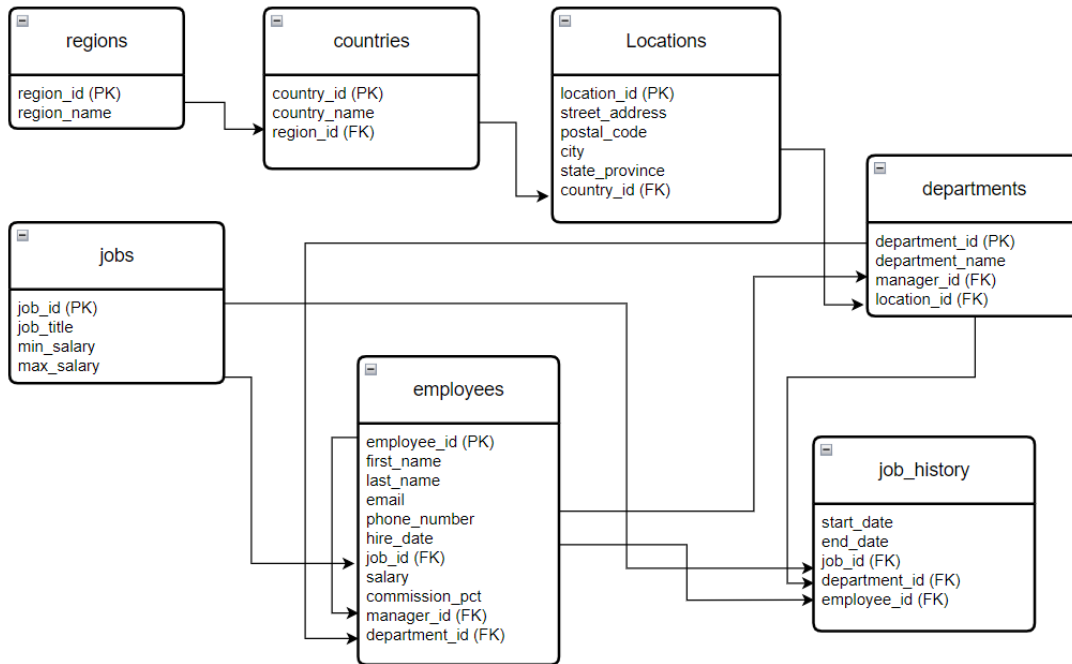 regions
region_id (PK)
region_name
countries
country_id (PK)
country_name
region_id (FK)
Locations
location_id (PK)
street_address
postal_code
city
state_province
country_id (FK)
departments
department_id (PK)
department_name
manager_id (FK)
location_id (FK)
jobs
job_id (PK)
job_title
min_salary
max_salary
employees
employee_id (PK)
first_name
last_name
email
phone_number
hire_date
job_id (FK)
salary
commission_pct
manager_id (FK)
department_id (FK)
job_history
start_date
end_date
job_id (FK)
department_id (FK)
employee_id (FK)